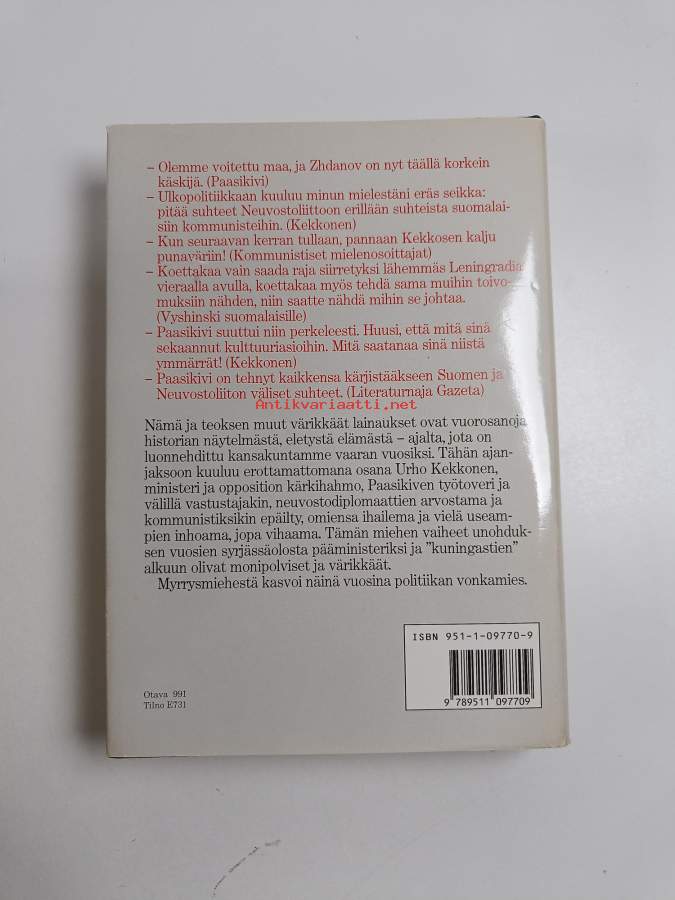 – Olemme voitettu maa, ja Zhdanov on nyt täällä korkein
käskijä. (Paasikivi)
– Ulkopolitiikkaan kuuluu minun mielestäni eräs seikka:
pitää suhteet Neuvostoliittoon erillään suhteista suomalai-
siin kommunisteihin. (Kekkonen)
– Kun seuraavan kerran tullaan, pannaan Kekkosen kalju
punaväriin! (Kommunistiset mielenosoittajat)
– Koettakaa vain saada raja siirretyksi lähemmäs Leningradia
vieraalla avulla, koettakaa myös tehdä sama muihin toivo-
muksiin nähden, niin saatte nähdä mihin se johtaa.
(Vyshinski suomalaisille)
– Paasikivi suuttui niin perkeleesti. Huusi, että mitä sinä
sekaannut kulttuuriasioihin. Mitä saatanaa sinä niistä
ymmärrät! (Kekkonen)
– Paasikivi on tehnyt kaikkensa kärjistääkseen Suomen ja
Neuvostoliiton väliset suhteet. (Literaturnaja Gazeta)
Antikvariaatti.net
Nämä ja teoksen muut värikkäät lainaukset ovat vuorosanoja
historian näytelmästä, eletystä elämästä – ajalta, jota on
luonnehdittu kansakuntamme vaaran vuosiksi. Tähän ajan-
jaksoon kuuluu erottamattomana osana Urho Kekkonen,
ministeri ja opposition kärkihahmo, Paasikiven työtoveri ja
välillä vastustajakin, neuvostodiplomaattien arvostama ja
kommunistiksikin epäilty, omiensa ihailema ja vielä useam-
pien inhoama, jopa vihaama. Tämän miehen vaiheet unohduk-
sen vuosien syrjässäolosta pääministeriksi ja "kuningastien"
alkuun olivat monipolviset ja värikkäät.
Myrrysmiehestä kasvoi näinä vuosina politiikan vonkamies.
ISBN 951-1-09770-9
9 789511 097709
Otava 991
Tilno E731